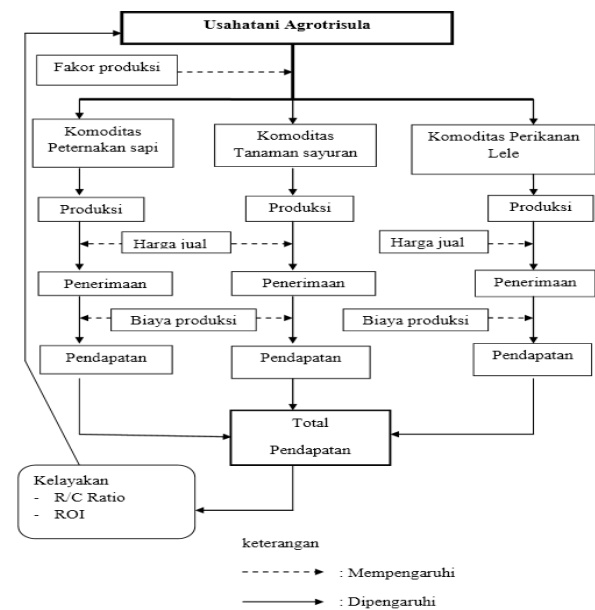 Usahatani Agrotrisula
Fakor produksi
Komoditas
Peternakan sapi
Komoditas
Tanaman sayuran
Komoditas Perikanan
Lele
Produksi
Produksi
Produksi
Harga jual
Harga jual
Penerimaan
Penerimaan
Penerimaan
Biaya produksi
Biaya produksi
Pendapatan
Pendapatan
Pendapatan
Total
Pendapatan
Kelayakan
- R/C Ratio
- ROI
keterangan
: Mempengaruhi
: Dipengaruhi